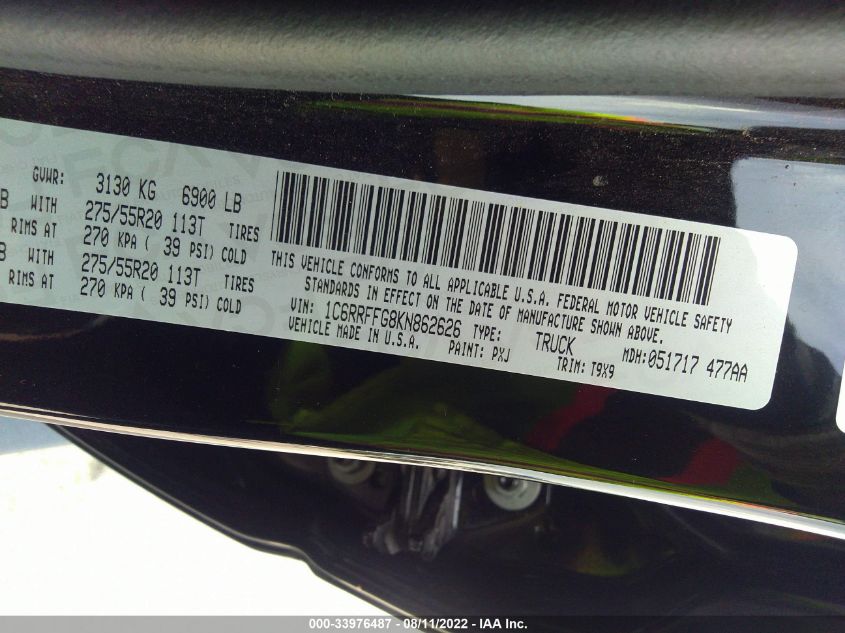 GVWR: 3130 KG 6900 LB
B WITH 275/55R20 113T TIRES
RIMS AT 270 KPA ( 39 PSI) COLD
B WITH 275/55R20 113T TIRES
RIMS AT 270 KPA ( 39 PSI) COLD
THIS VEHICLE CONFORMS TO ALL APPLICABLE U.S.A. FEDERAL MOTOR VEHICLE SAFETY
STANDARDS IN EFFECT ON THE DATE OF MANUFACTURE SHOWN ABOVE.
VIN: 1C6RRFFG8KN862626 TYPE: TRUCK MDH:051717 477AA
VEHICLE MADE IN U.S.A. PAINT: PXJ TRIM: T9X9
000-33976487 - 08/11/2022 - IAA Inc.